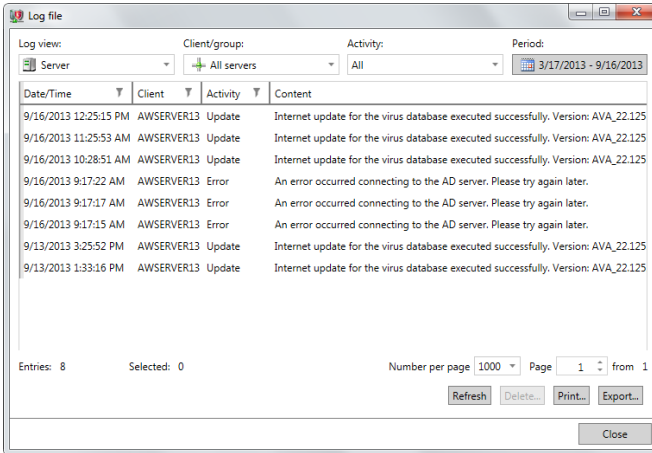 Log file
Log view: Client/group: Activity: Period:
Server All servers All 3/17/2013 - 9/16/2013
Date/Time Client Activity Content
9/16/2013 12:25:15 PM AWSERVER13 Update Internet update for the virus database executed successfully. Version: AVA_22.125
9/16/2013 11:25:53 AM AWSERVER13 Update Internet update for the virus database executed successfully. Version: AVA_22.125
9/16/2013 10:28:51 AM AWSERVER13 Update Internet update for the virus database executed successfully. Version: AVA_22.125
9/16/2013 9:17:22 AM AWSERVER13 Error An error occurred connecting to the AD server. Please try again later.
9/16/2013 9:17:17 AM AWSERVER13 Error An error occurred connecting to the AD server. Please try again later.
9/16/2013 9:17:15 AM AWSERVER13 Error An error occurred connecting to the AD server. Please try again later.
9/13/2013 3:25:52 PM AWSERVER13 Update Internet update for the virus database executed successfully. Version: AVA_22.125
9/13/2013 1:33:16 PM AWSERVER13 Update Internet update for the virus database executed successfully. Version: AVA_22.125
Entries: 8 Selected: 0 Number per page 1000 Page 1 from 1
Refresh Delete... Print... Export...
Close